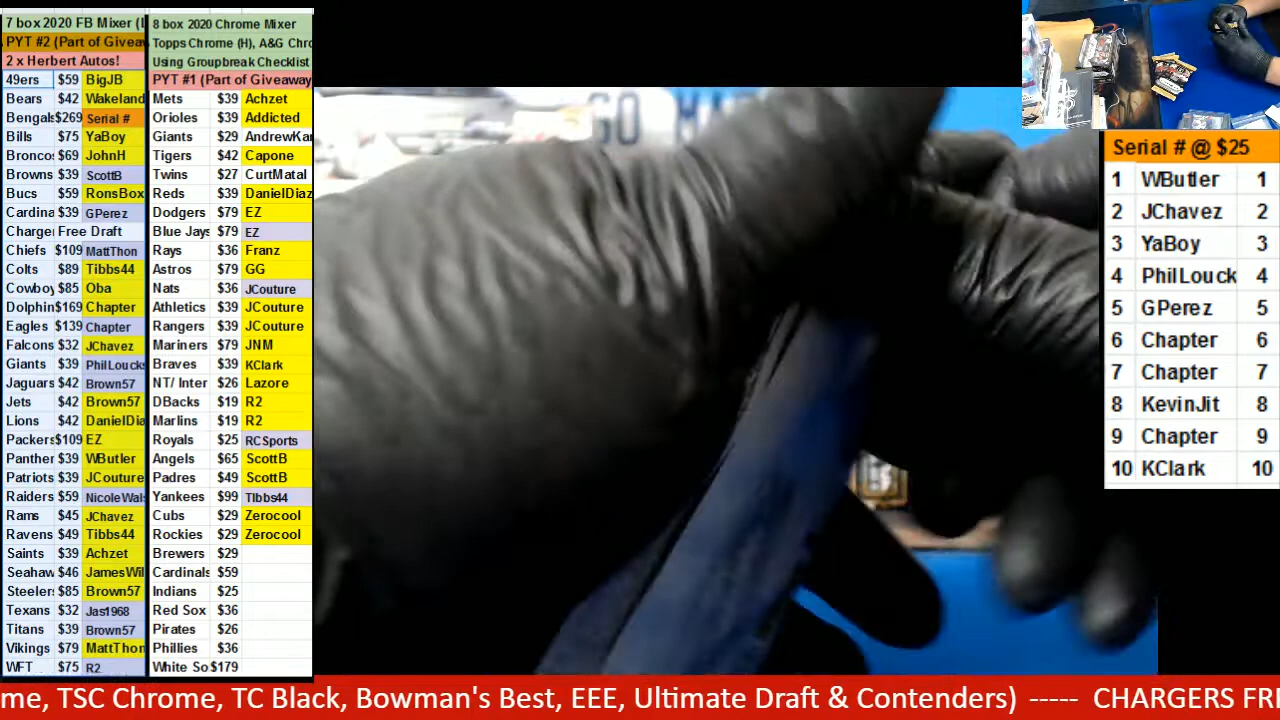 7 box 2020 FB Mixer (L
PYT #2 (Part of Giveaw
2 x Herbert Autos!
49ers $59 BigJB
Bears $42 Wakeland
Bengals $269 Serial #
Bills $75 YaBoy
Broncos $69 JohnH
Browns $39 ScottB
Bucs $59 RonsBox
Cardina $39 GPerez
Charger Free Draft
Chiefs $109 MattThon
Colts $89 Tibbs44
Cowboy $85 Oba
Dolphin $169 Chapter
Eagles $139 Chapter
Falcons $32 JChavez
Giants $39 PhilLoucks
Jaguars $42 Brown57
Jets $42 Brown57
Lions $42 DanielDia
Packers $109 EZ
Panther $39 WButler
Patriots $39 JCouture
Raiders $59 NicoleWals
Rams $45 JChavez
Ravens $49 Tibbs44
Saints $39 Achzet
Seahaw $46 JamesWil
Steelers $85 Brown57
Texans $32 Jas1968
Titans $39 Brown57
Vikings $79 MattThon
WFT $75 R2
8 box 2020 Chrome Mixer
Topps Chrome (H), A&G Chro
Using Groupbreak Checklist
PYT #1 (Part of Giveaway
Mets $39 Achzet
Orioles $39 Addicted
Giants $29 AndrewKar
Tigers $42 Capone
Twins $27 CurtMatal
Reds $39 DanielDiaz
Dodgers $79 EZ
Blue Jays $79 EZ
Rays $36 Franz
Astros $79 GG
Nats $36 JCouture
Athletics $39 JCouture
Rangers $39 JCouture
Mariners $79 JNM
Braves $39 KClark
NT/ Inter $26 Lazore
DBacks $19 R2
Marlins $19 R2
Royals $25 RCSports
Angels $65 ScottB
Padres $49 ScottB
Yankees $99 TIbbs44
Cubs $29 Zerocool
Rockies $29 Zerocool
Brewers $29
Cardinals $59
Indians $25
Red Sox $36
Pirates $26
Phillies $36
White So $179
GO
Serial # @ $25
1 WButler 1
2 JChavez 2
3 YaBoy 3
4 PhilLouck 4
5 GPerez 5
6 Chapter 6
7 Chapter 7
8 KevinJit 8
9 Chapter 9
10 KClark 10
me, TSC Chrome, TC Black, Bowman's Best, EEE, Ultimate Draft & Contenders) ----- CHARGERS FRE